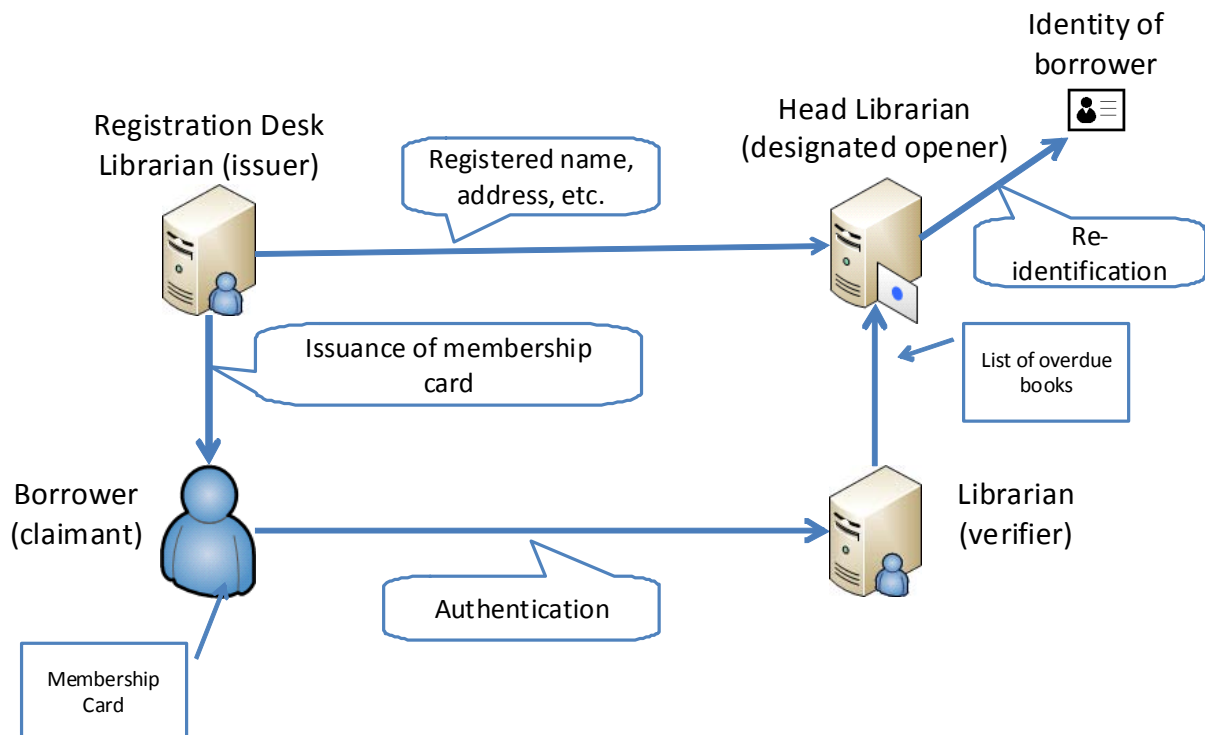 Identity of
borrower
Head Librarian
(designated opener)
Registration Desk
Librarian (issuer)
Registered name,
address, etc.
Re-
identification
Issuance of membership
card
List of overdue
books
Borrower
(claimant)
Librarian
(verifier)
Authentication
Membership
Card